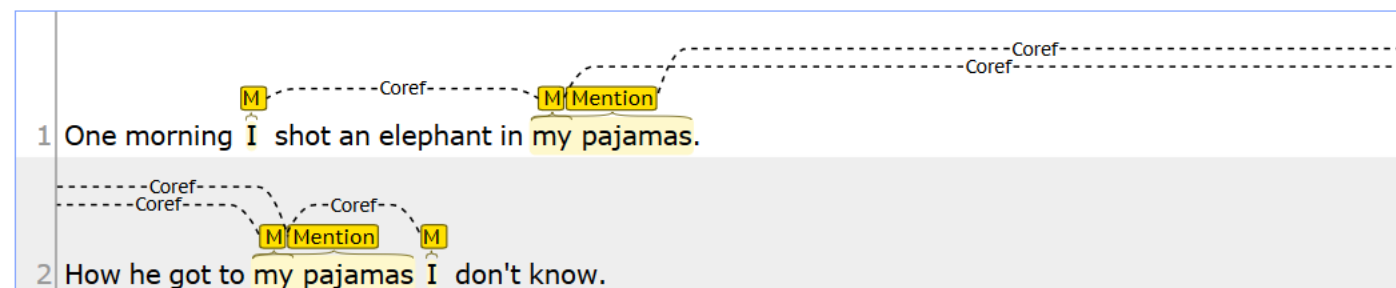 Coref
Coref
Coref
M M Mention
1 One morning I shot an elephant in my pajamas.
Coref
Coref Coref
M Mention M
2 How he got to my pajamas I don't know.